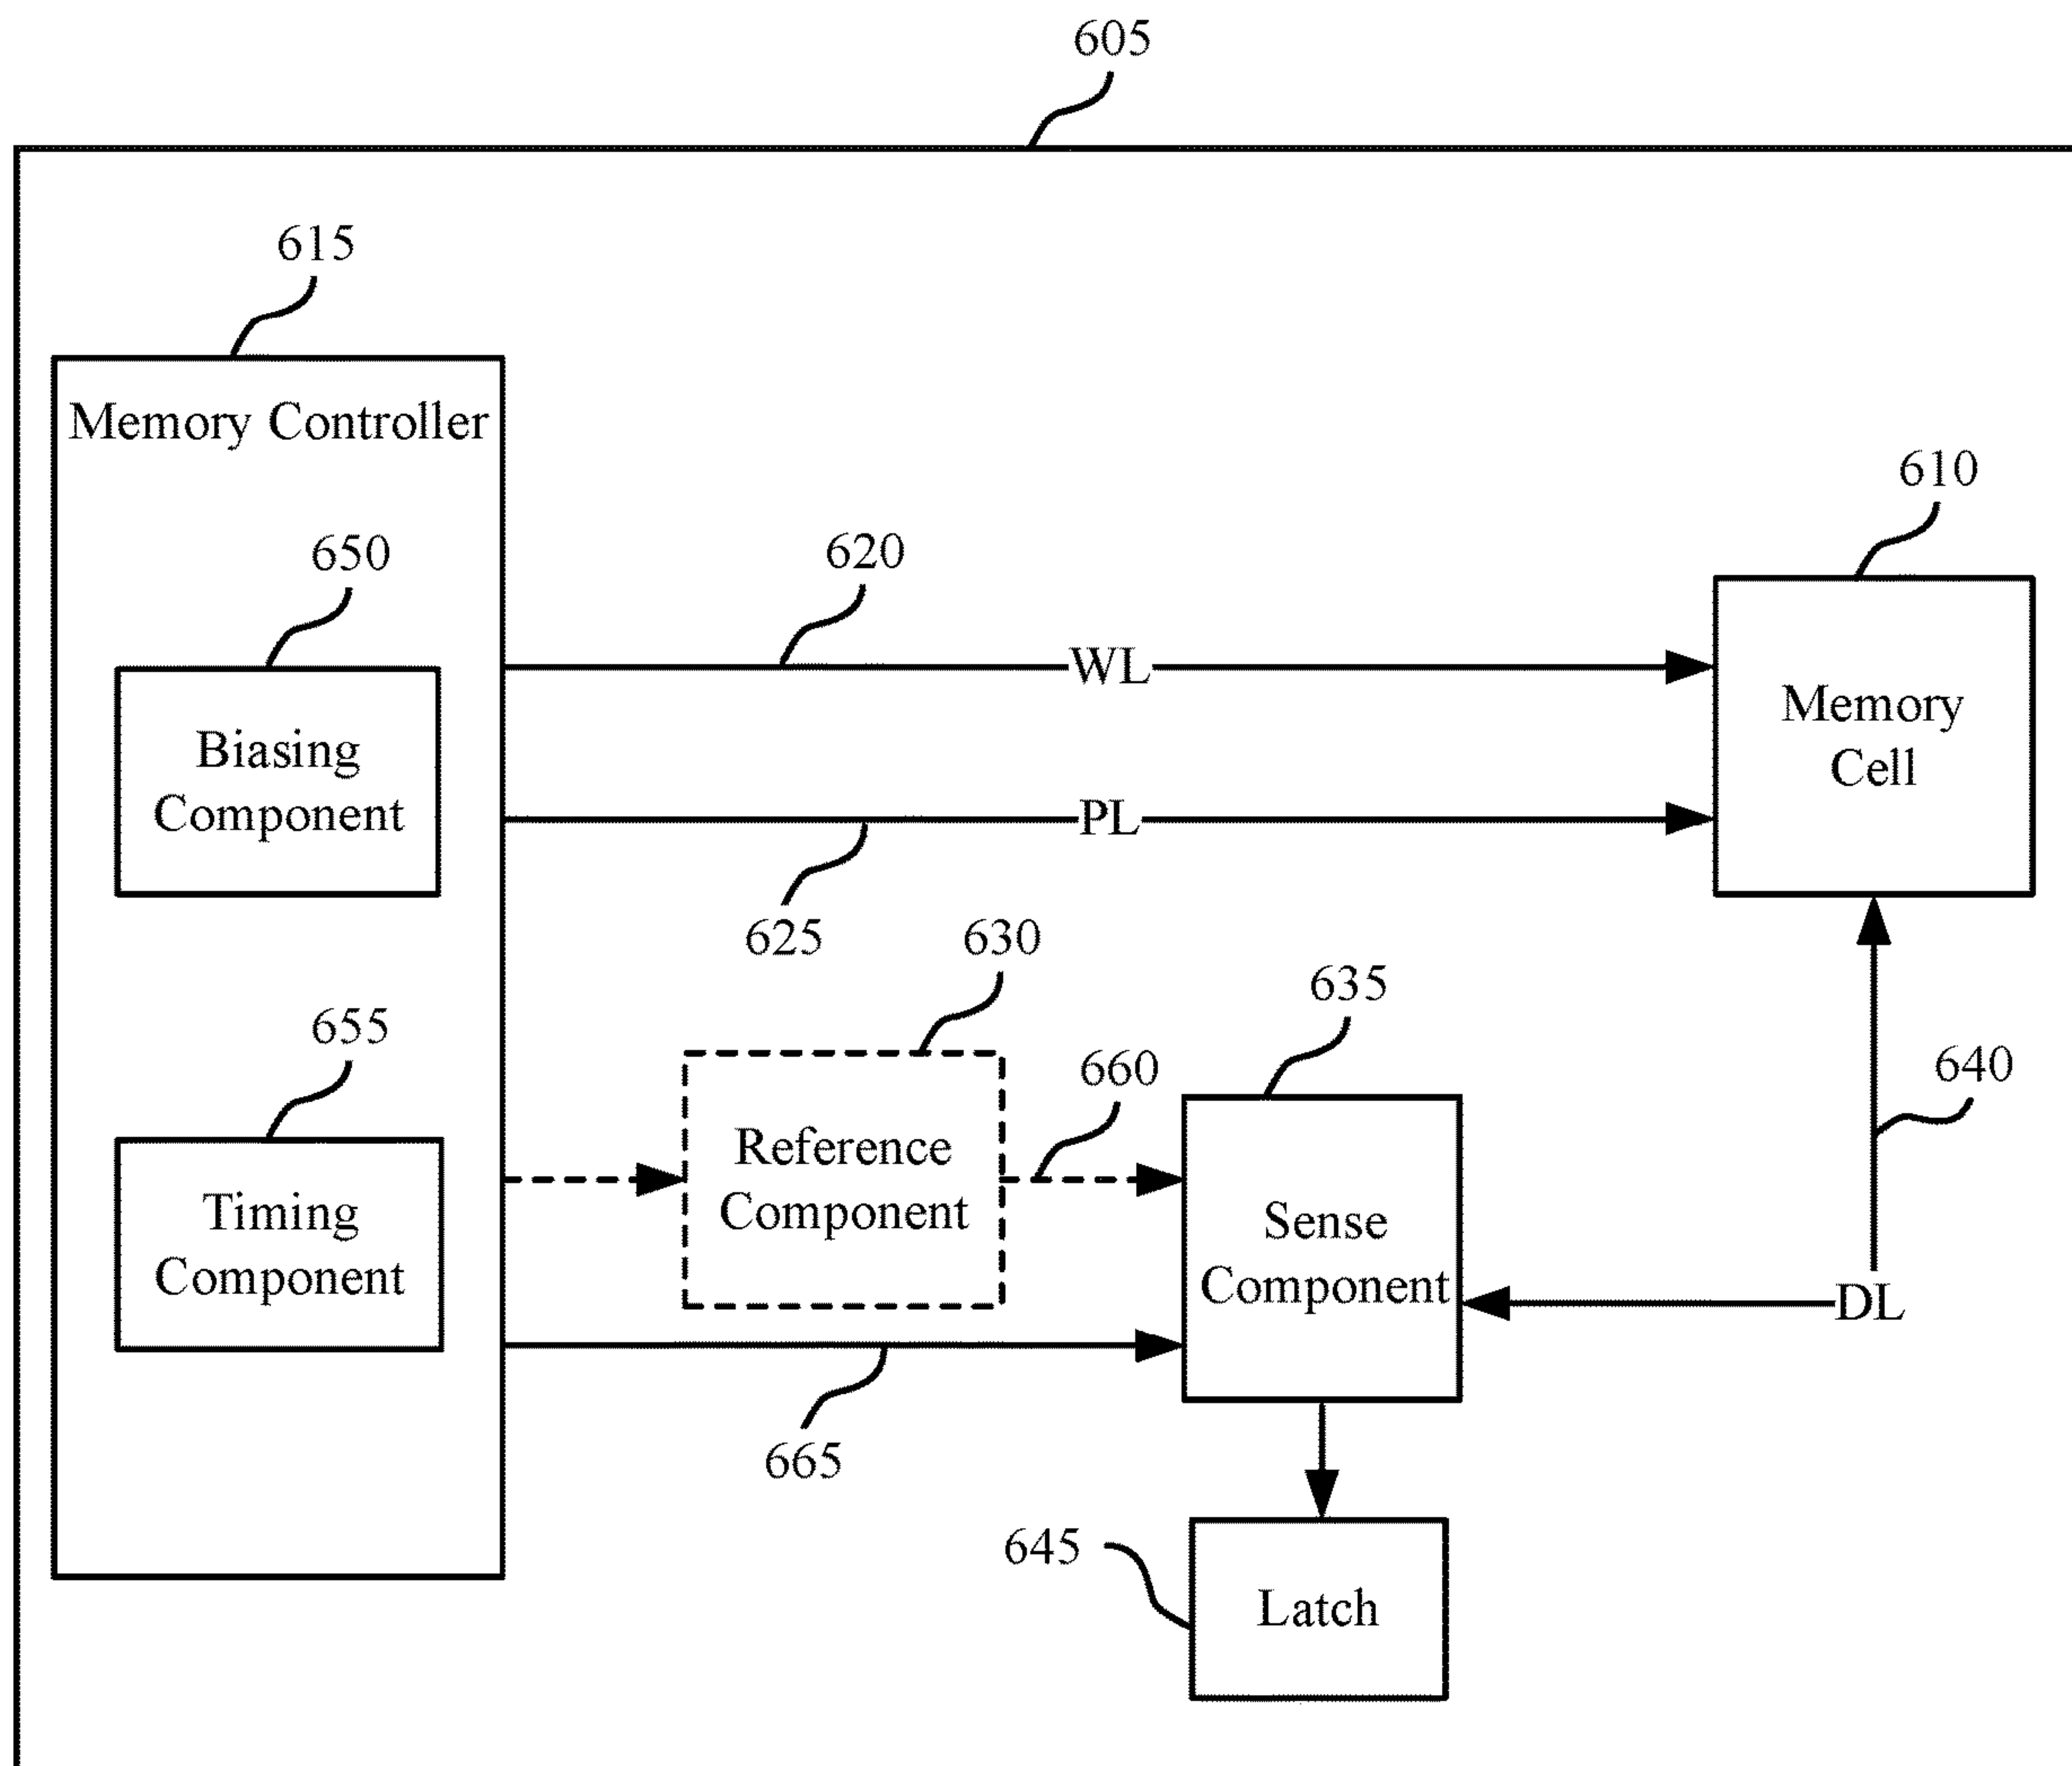 605
615
Memory Controller
610
650
620
WL
Memory
Cell
Biasing
Component
PL
625
630
635
655
660
640
Reference
Component
Sense
Component
Timing
Component
DL
665
645
Latch